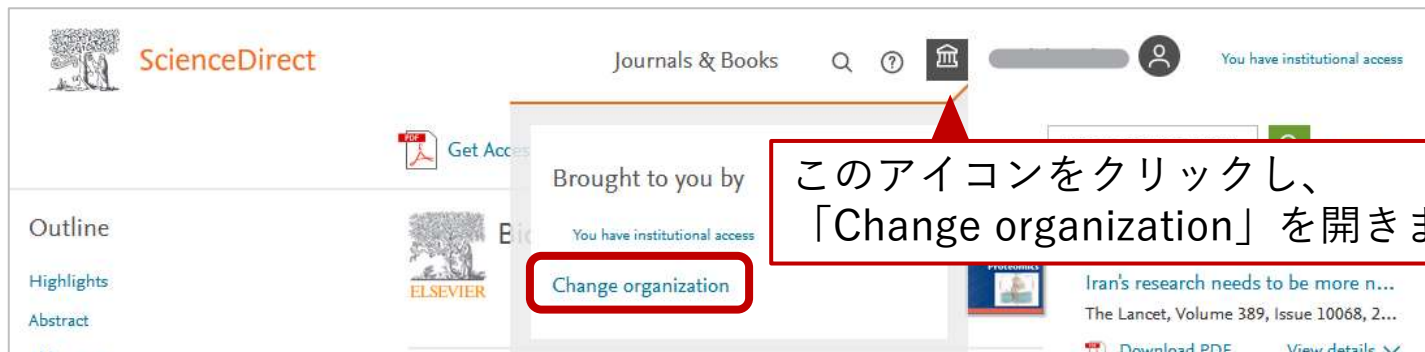 ScienceDirect
Journals & Books
You have institutional access
PDF
Get Acces
Brought to you by
このアイコンをクリックし、
「Change organization」を開きま
Outline
Bio
You have institutional access
Highlights
ELSEVIER
Change organization
Proteomics
Iran's research needs to be more n...
Abstract
The Lancet, Volume 389, Issue 10068, 2...
Download PDF
View details